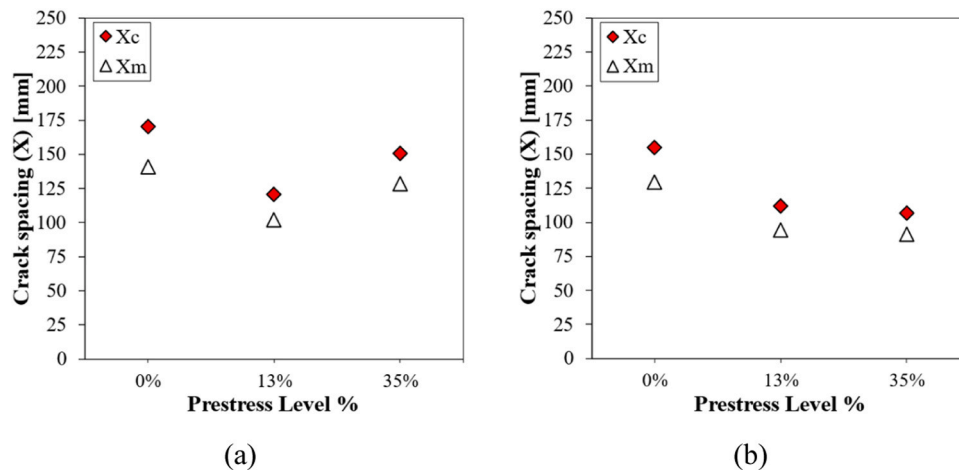 Xc
Xm
Crack spacing (X) [mm]
250
225
200
175
150
125
100
75
50
25
0
0% 13% 35%
Prestress Level %
(a)
Xc
Xm
Crack spacing (X) [mm]
250
225
200
175
150
125
100
75
50
25
0
0% 13% 35%
Prestress Level %
(b)